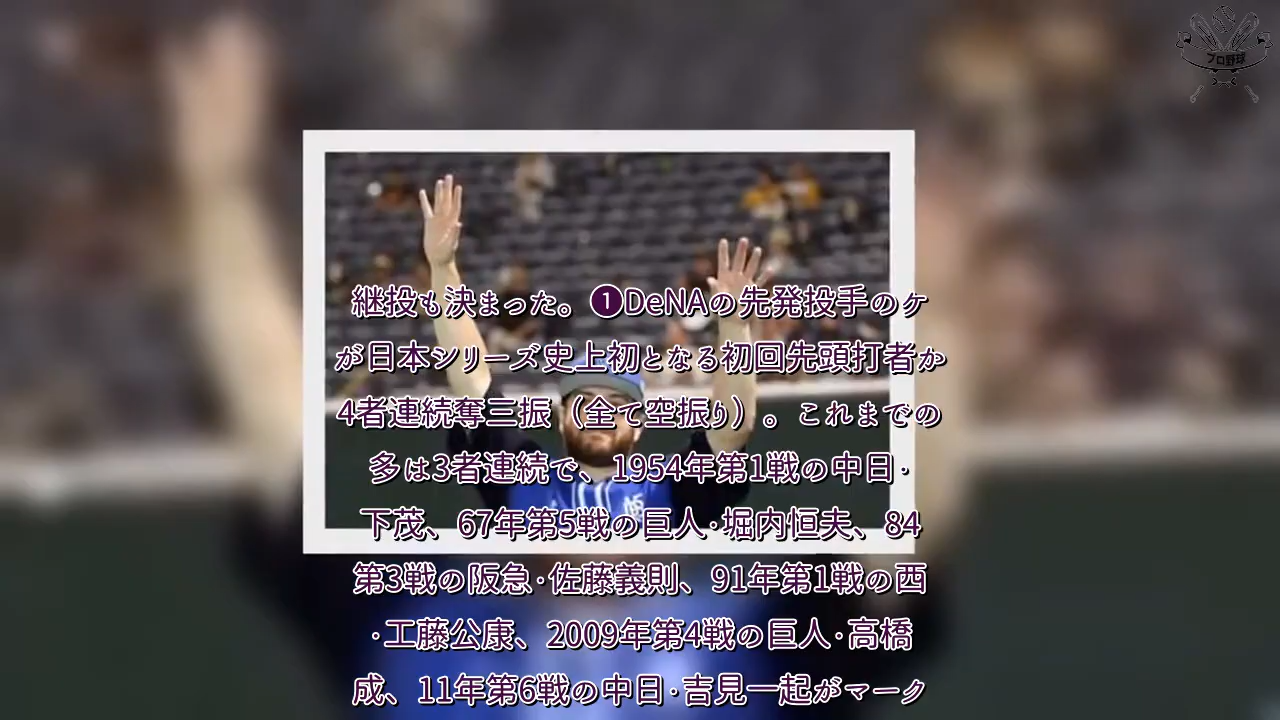 プロ野球
継投も決まった。❶DeNAの先発投手のケ
が日本シリーズ史上初となる初回先頭打者か
4者連続奪三振（全て空振り）。これまでの
多は3者連続で、1954年第1戦の中日・
下茂、67年第5戦の巨人・堀内恒夫、84
第3戦の阪急・佐藤義則、91年第1戦の西
・工藤公康、2009年第4戦の巨人・高橋
成、11年第6戦の中日・吉見一起がマーク